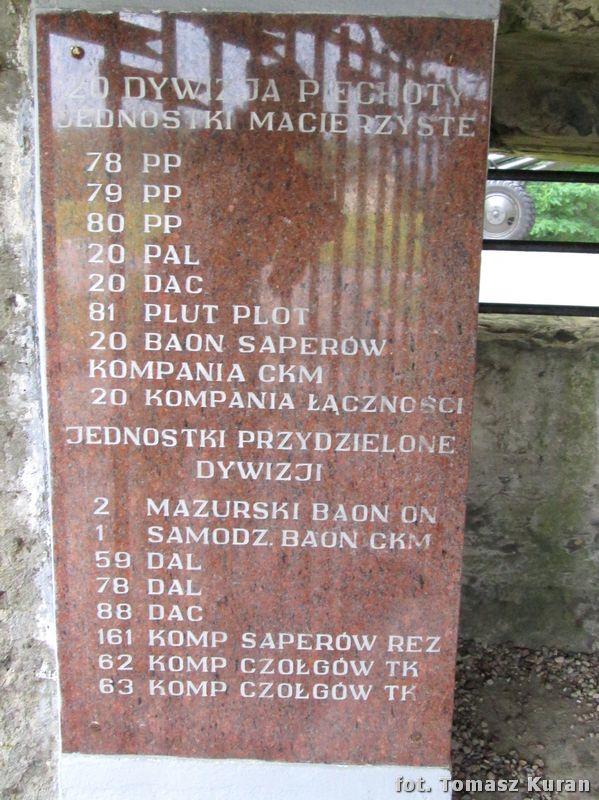 20 DYWIZJA PIECHOTY
JEDNOSTKI MACIERZYSTE
78 PP
79 PP
80 PP
20 PAL
20 DAC
81 PLUT PLOT
20 BAON SAPERÓW
KOMPANIA CKM
20 KOMPANIA ŁĄCZNOŚCI
JEDNOSTKI PRZYDZIELONE
DYWIZJI
2 MAZURSKI BAON ON
1 SAMODZ. BAON CKM
59 DAL
78 DAL
88 DAC
161 KOMP SAPERÓW REZ
62 KOMP CZOŁGÓW TK
63 KOMP CZOŁGÓW TK
fot. Tomasz Kuran